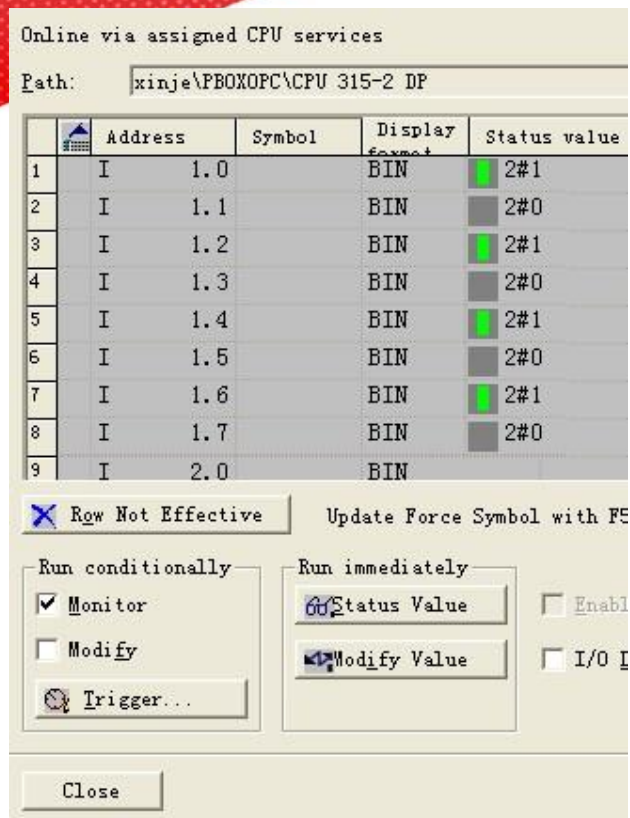 Online via assigned CPU services
Path: xinje\PBOXOPC\CPU 315-2 DP
Address Symbol Display format Status value
1 I 1.0 BIN 2#1
2 I 1.1 BIN 2#0
3 I 1.2 BIN 2#1
4 I 1.3 BIN 2#0
5 I 1.4 BIN 2#1
6 I 1.5 BIN 2#0
7 I 1.6 BIN 2#1
8 I 1.7 BIN 2#0
9 I 2.0 BIN
Row Not Effective Update Force Symbol with F5
Run conditionally Run immediately
Monitor Status Value Enabl
Modify Modify Value I/O D
Trigger...
Close